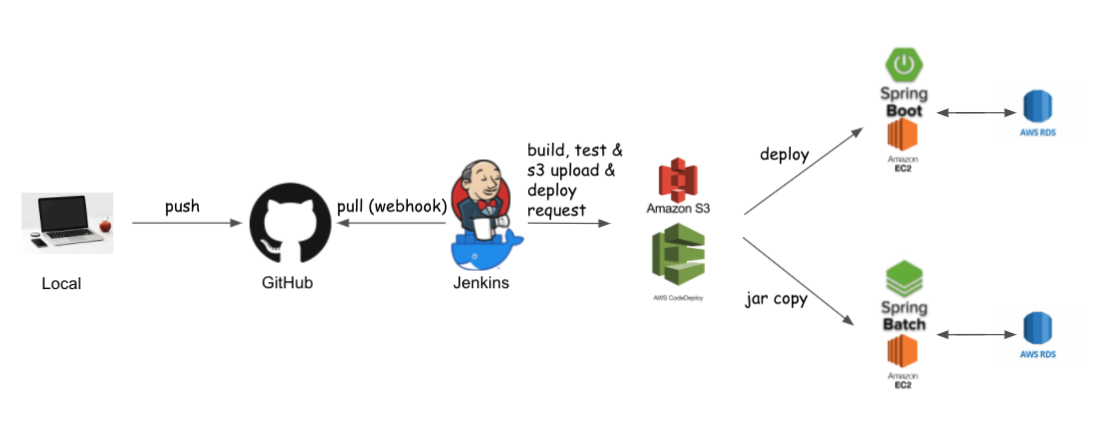 Local
push
GitHub
pull (webhook)
Jenkins
build, test &
s3 upload &
deploy
request
Amazon S3
AWS CodeDeploy
deploy
jar copy
Spring
Boot
Amazon
EC2
AWS RDS
Spring
Batch
Amazon
EC2
AWS RDS